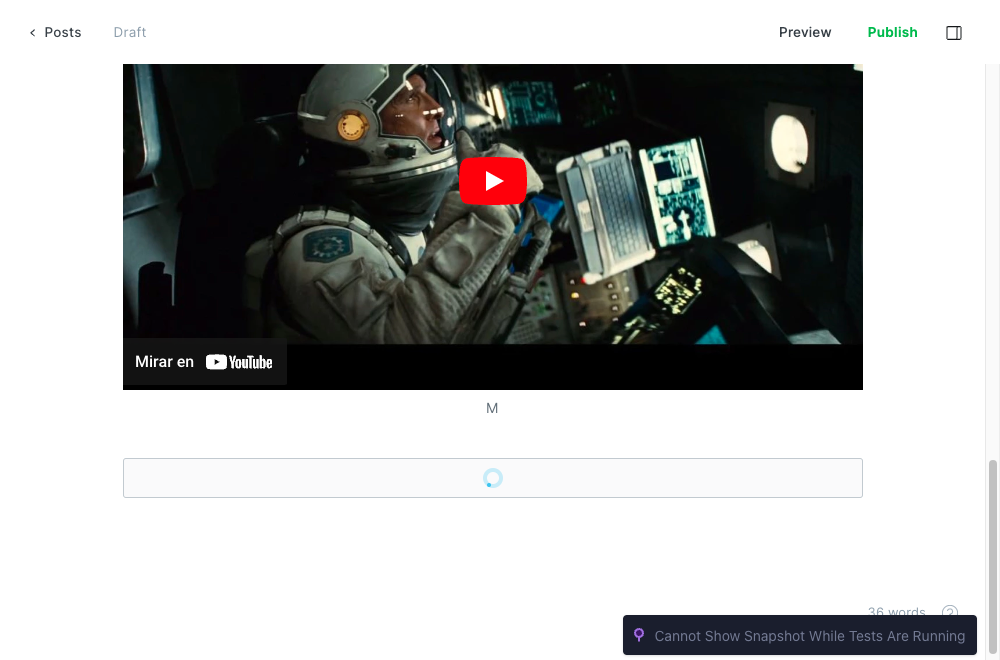 Posts
Draft
Preview
Publish
Mirar en YouTube
M
36 words
Cannot Show Snapshot While Tests Are Running